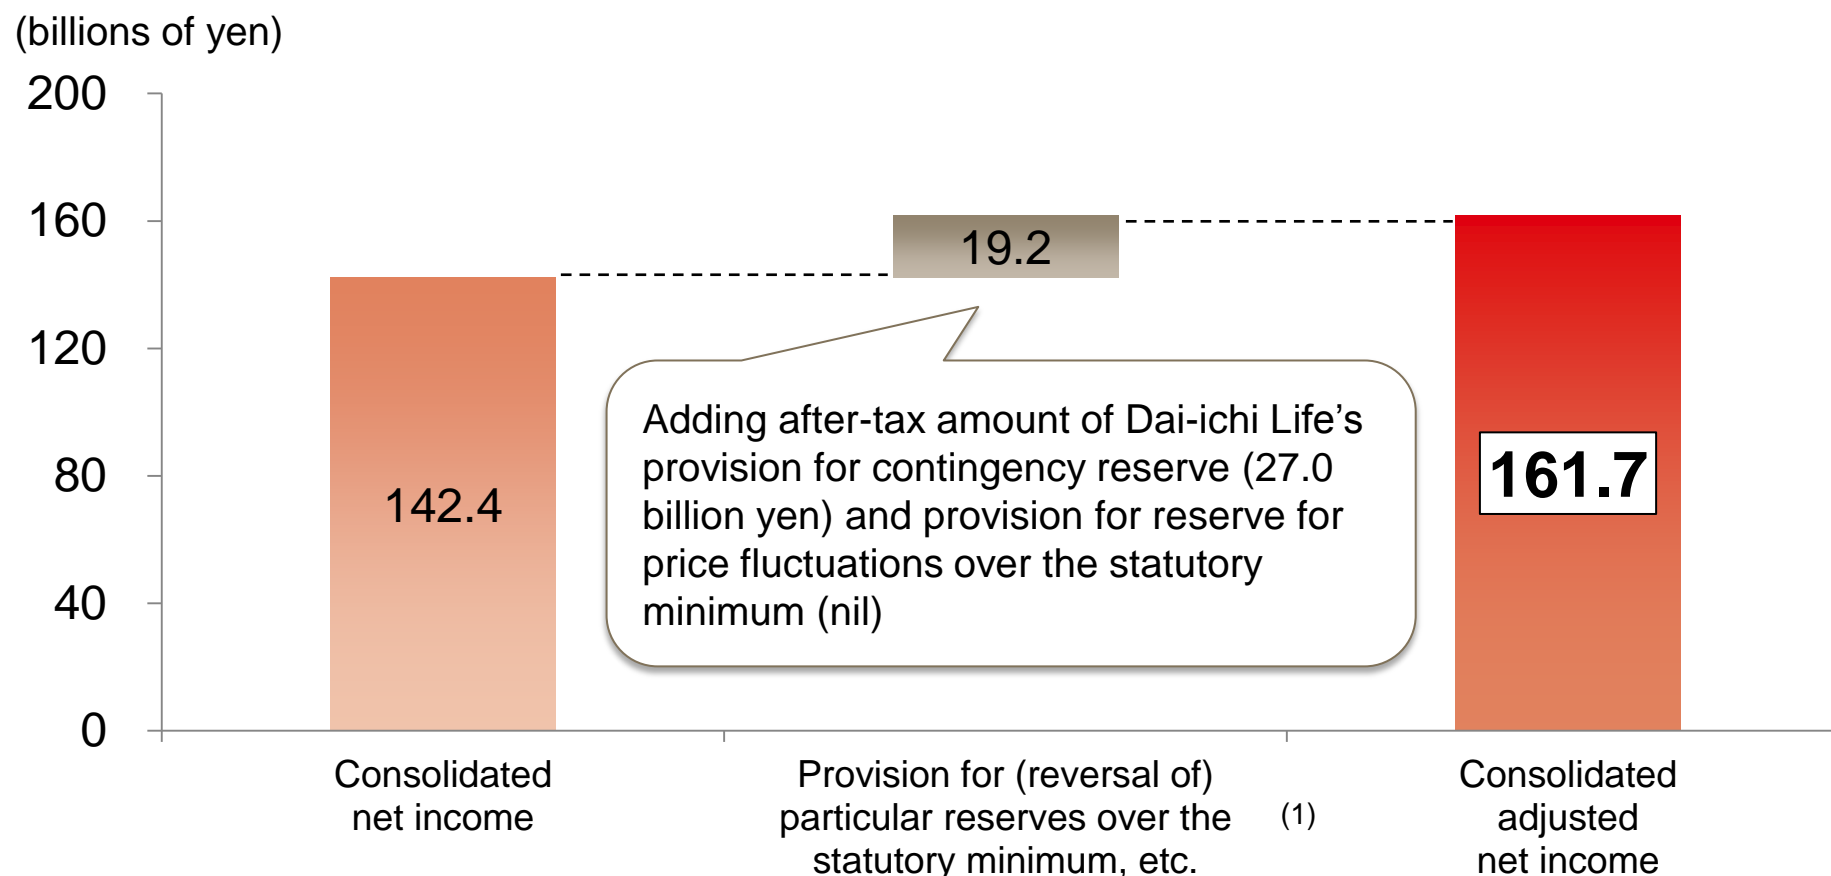 (billions of yen)
200
160
120
80
40
0
142.4
19.2
161.7
Adding after-tax amount of Dai-ichi Life’s
provision for contingency reserve (27.0
billion yen) and provision for reserve for
price fluctuations over the statutory
minimum (nil)
Consolidated
net income
Provision for (reversal of)
particular reserves over the
statutory minimum, etc.
(1)
Consolidated
adjusted
net income